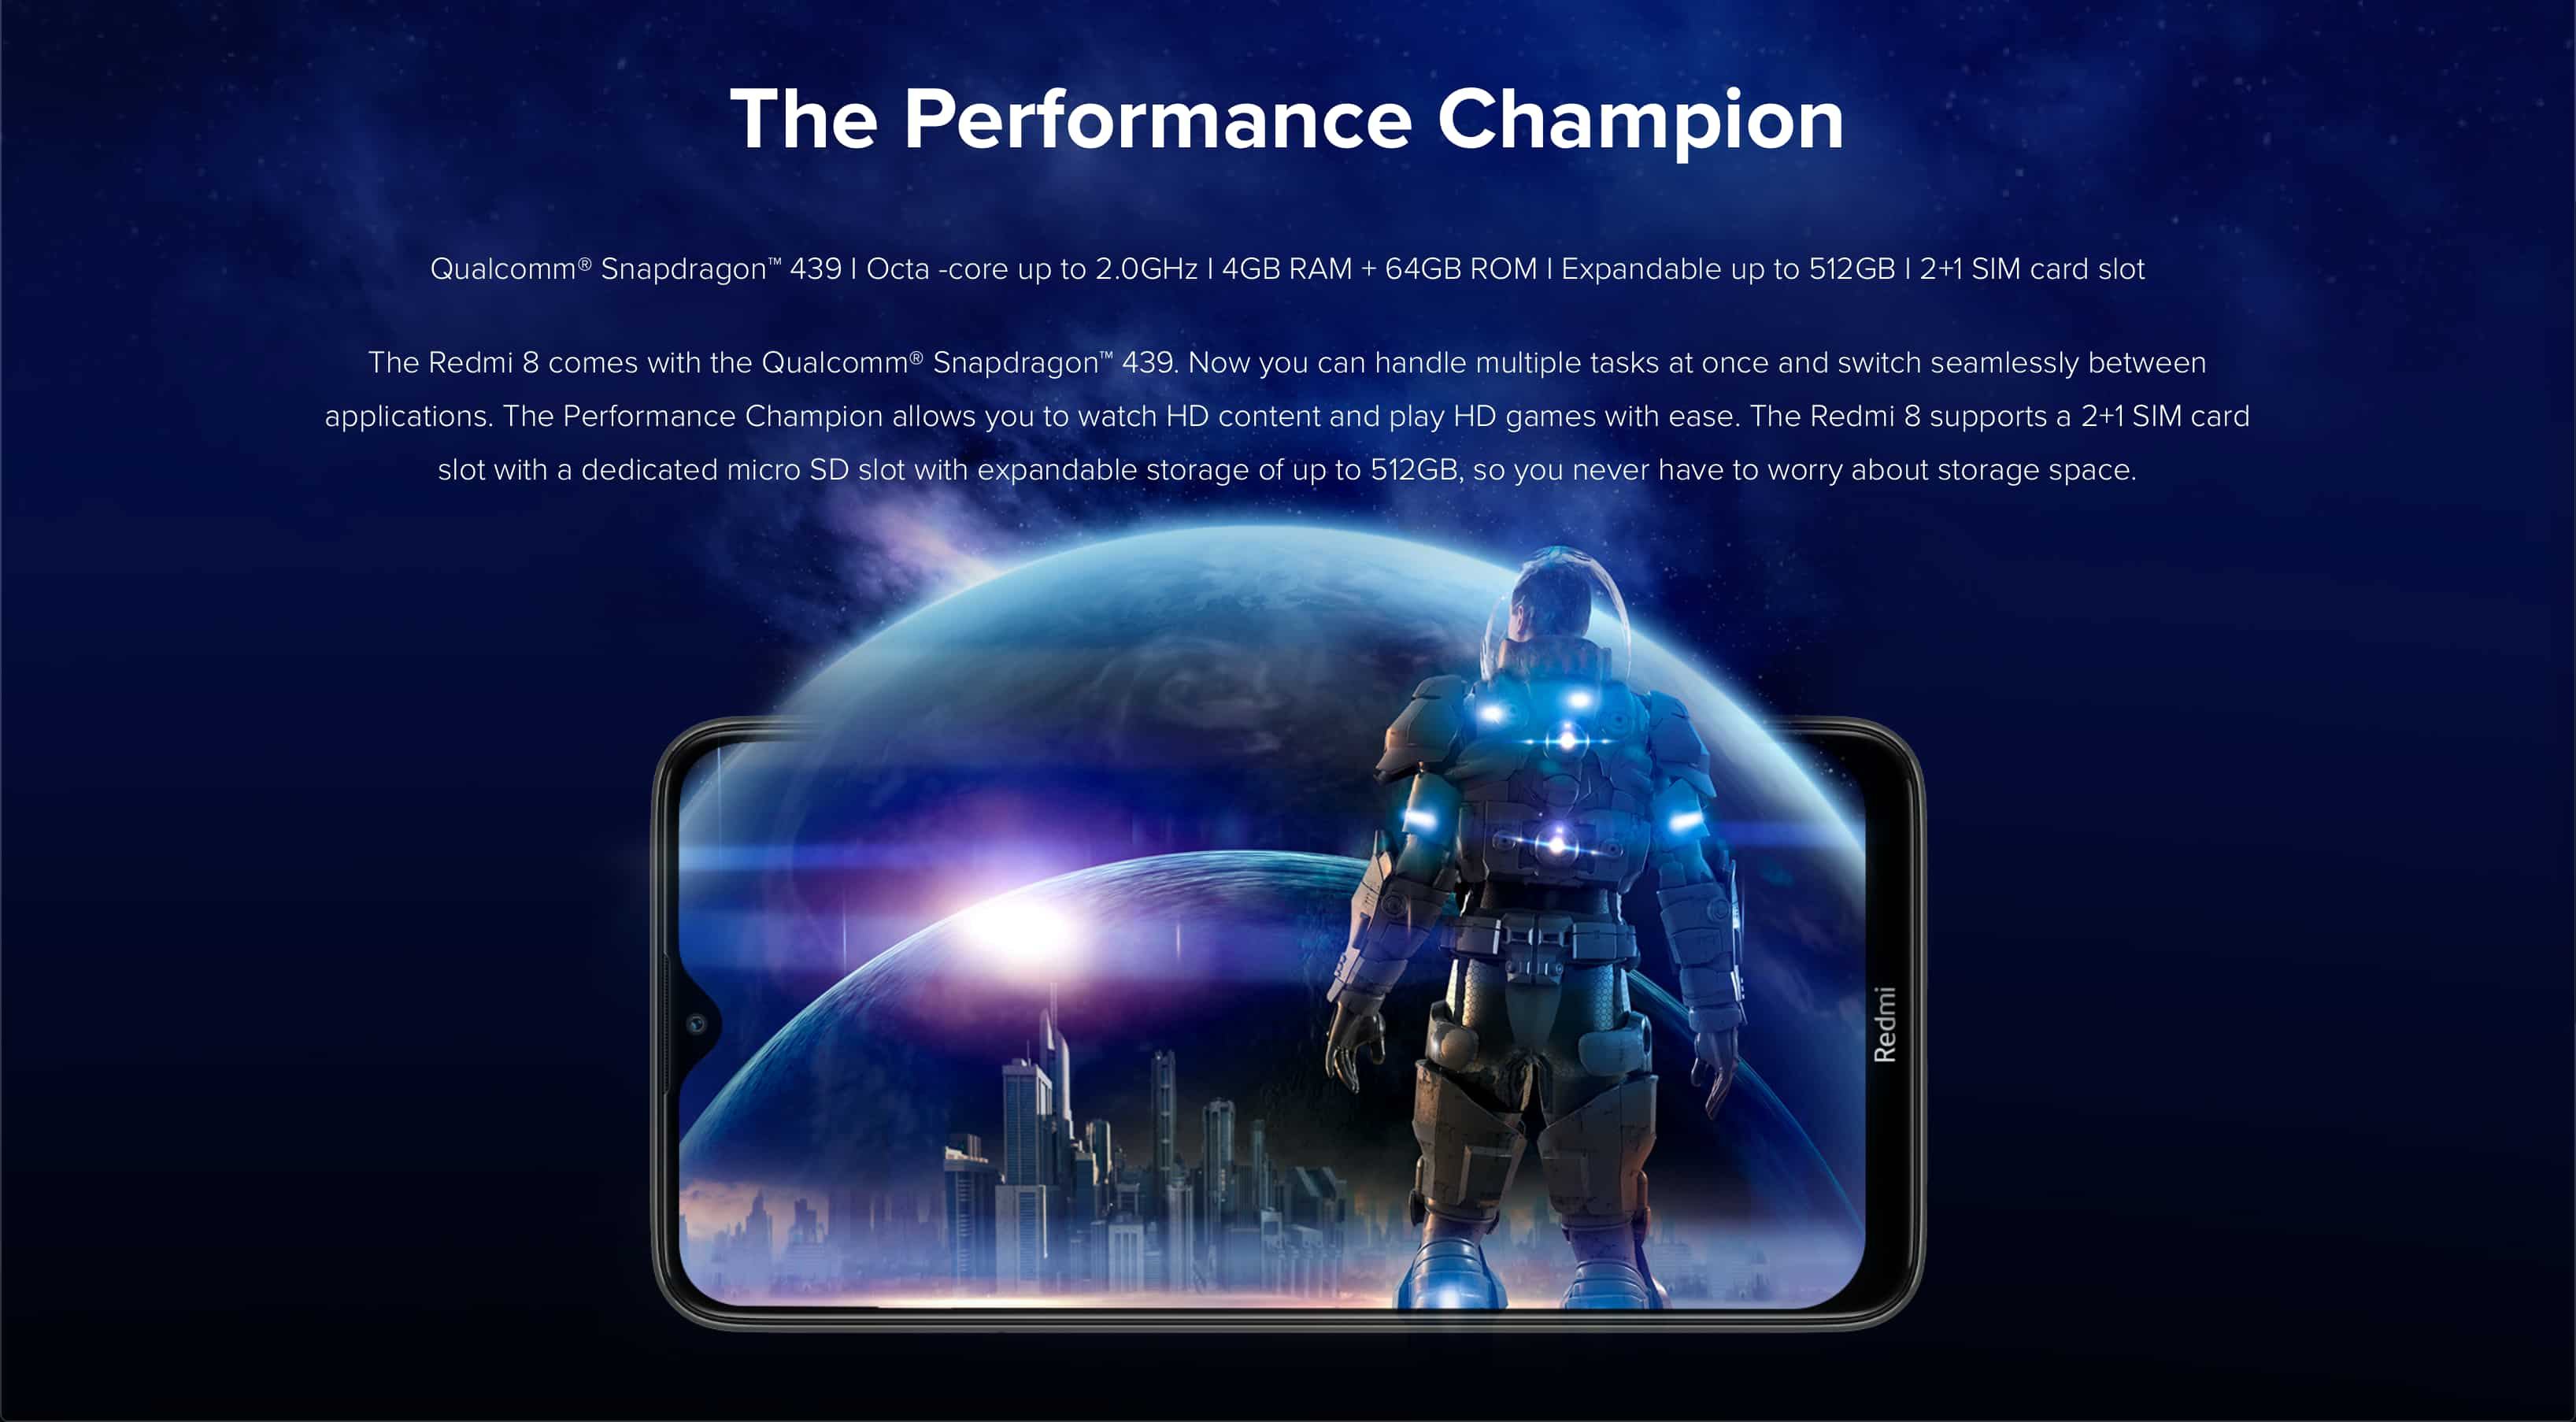 The Performance Champion
Qualcomm® Snapdragon™ 439 | Octa -core up to 2.0GHz | 4GB RAM + 64GB ROM | Expandable up to 512GB | 2+1 SIM card slot
The Redmi 8 comes with the Qualcomm® Snapdragon™ 439. Now you can handle multiple tasks at once and switch seamlessly between
applications. The Performance Champion allows you to watch HD content and play HD games with ease. The Redmi 8 supports a 2+1 SIM card
slot with a dedicated micro SD slot with expandable storage of up to 512GB, so you never have to worry about storage space.
Redmi